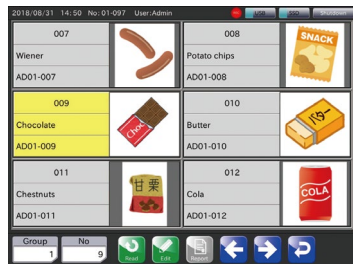 2018/08/31 14:50 No:01-097 User:Admin
USB
SSD
007
Wiener
AD01-007
008
Potato chips
AD01-008
SNACK
009
Chocolate
AD01-009
Choc
010
Butter
AD01-010
バター
011
Chestnuts
AD01-011
甘栗
012
Cola
AD01-012
COLA
Group
1
No
9
Read
Edit
Report